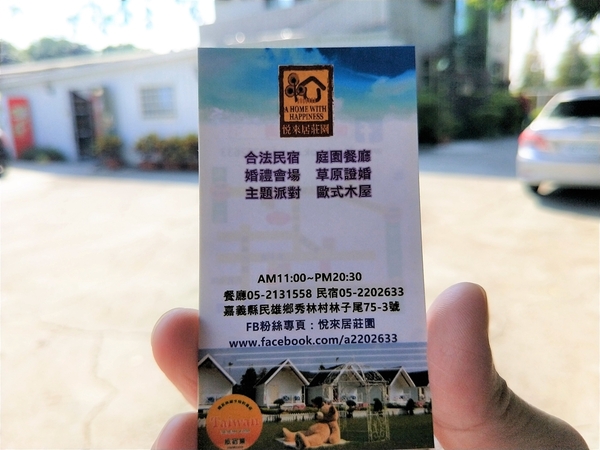 A HOME WITH
HAPPINESS
悅來居莊園
合法民宿 庭園餐廳
婚禮會場 草原證婚
主題派對 歐式木屋
AM11:00~PM20:30
餐廳05-2131558 民宿05-2202633
嘉義縣民雄鄉秀林村林子尾75-3號
FB粉絲專頁：悅來居莊園
www.facebook.com/a2202633
Taiwan